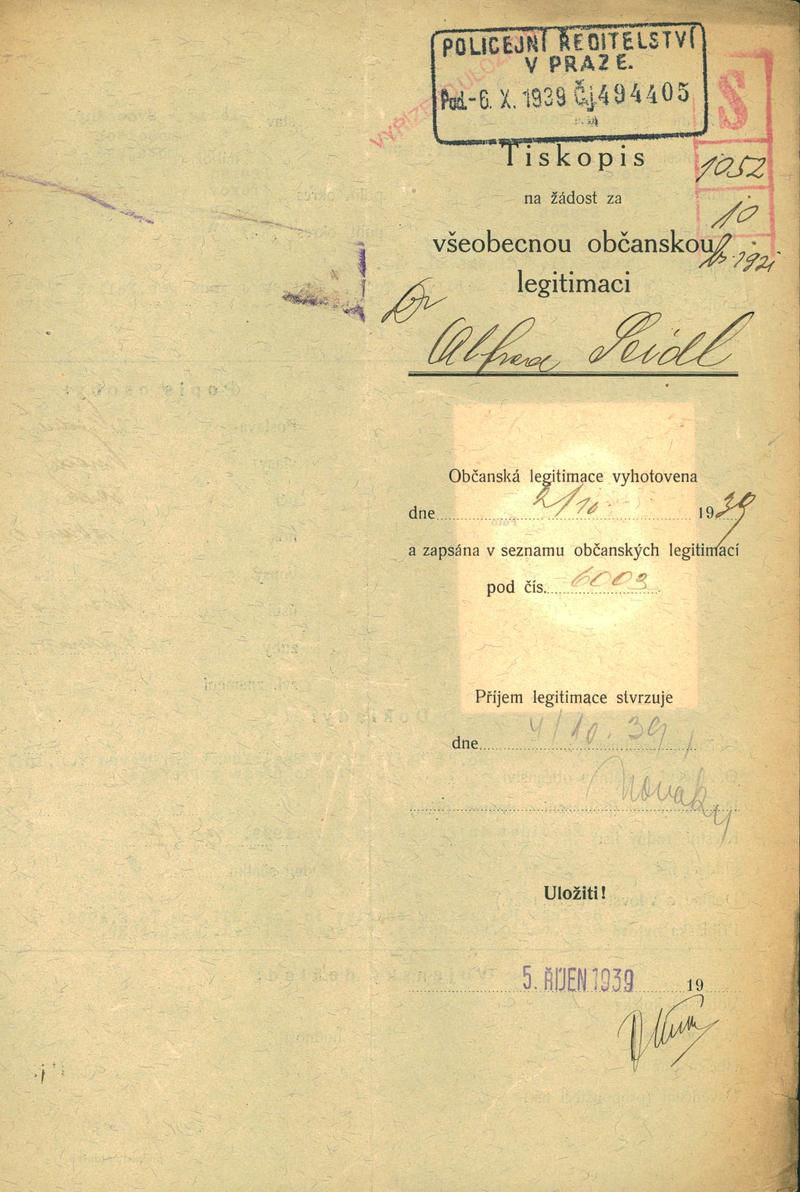 POLICEJNÍ ŘEDITELSTVÍ
V PRAZE.
Pod. -6. X. 1939 Čj 494405
S
1052
10
Tiskopis
na žádost za
všeobecnou občanskou
legitimaci
Dr
Alfred Seidl
Občanská legitimace vyhotovena
dne 2/10 1939
a zapsána v seznamu občanských legitimací
pod čís. 6003
Příjem legitimace stvrzuje
dne 4/10. 39
Uložiti!
5. ŘÍJEN 1939 19